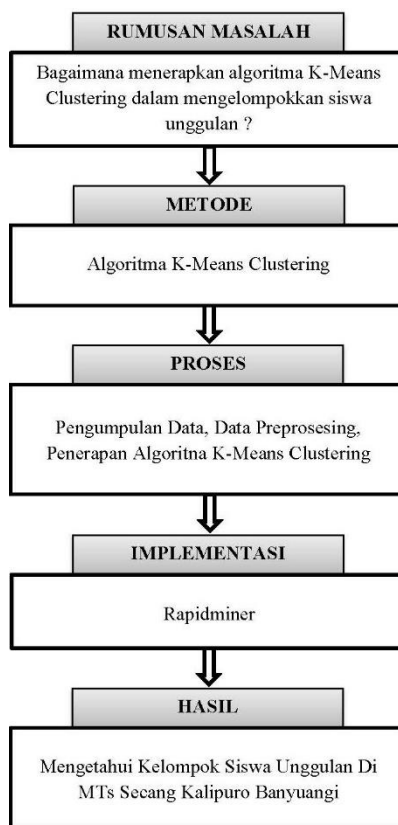 RUMUSAN MASALAH
Bagaimana menerapkan algoritma K-Means
Clustering dalam mengelompokkan siswa
unggulan ?
METODE
Algoritma K-Means Clustering
PROSES
Pengumpulan Data, Data Preprosesing,
Penerapan Algoritna K-Means Clustering
IMPLEMENTASI
Rapidminer
HASIL
Mengetahui Kelompok Siswa Unggulan Di
MTs Secang Kalipuro Banyuangi